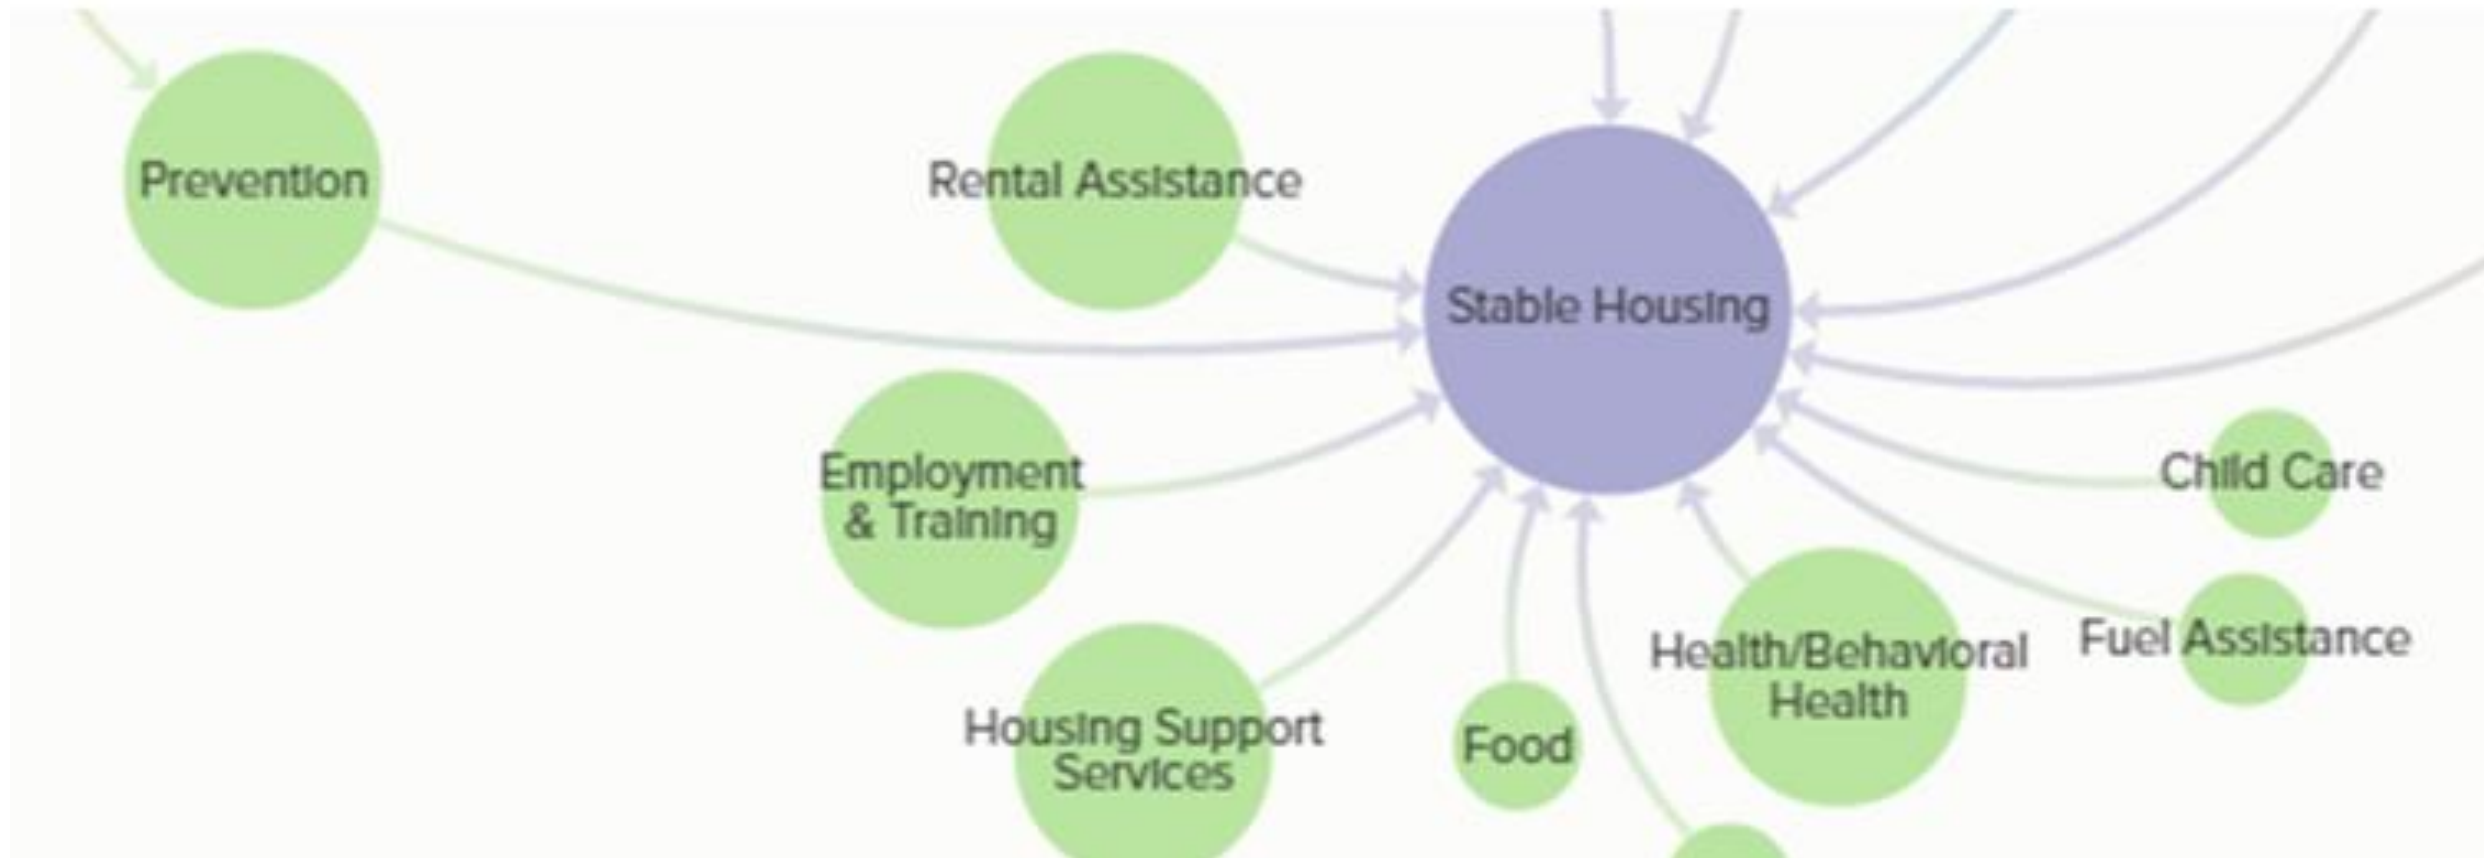 Prevention
Rental Assistance
Stable Housing
Employment
& Training
Child Care
Health/Behavioral
Health
Fuel Assistance
Housing Support
Services
Food